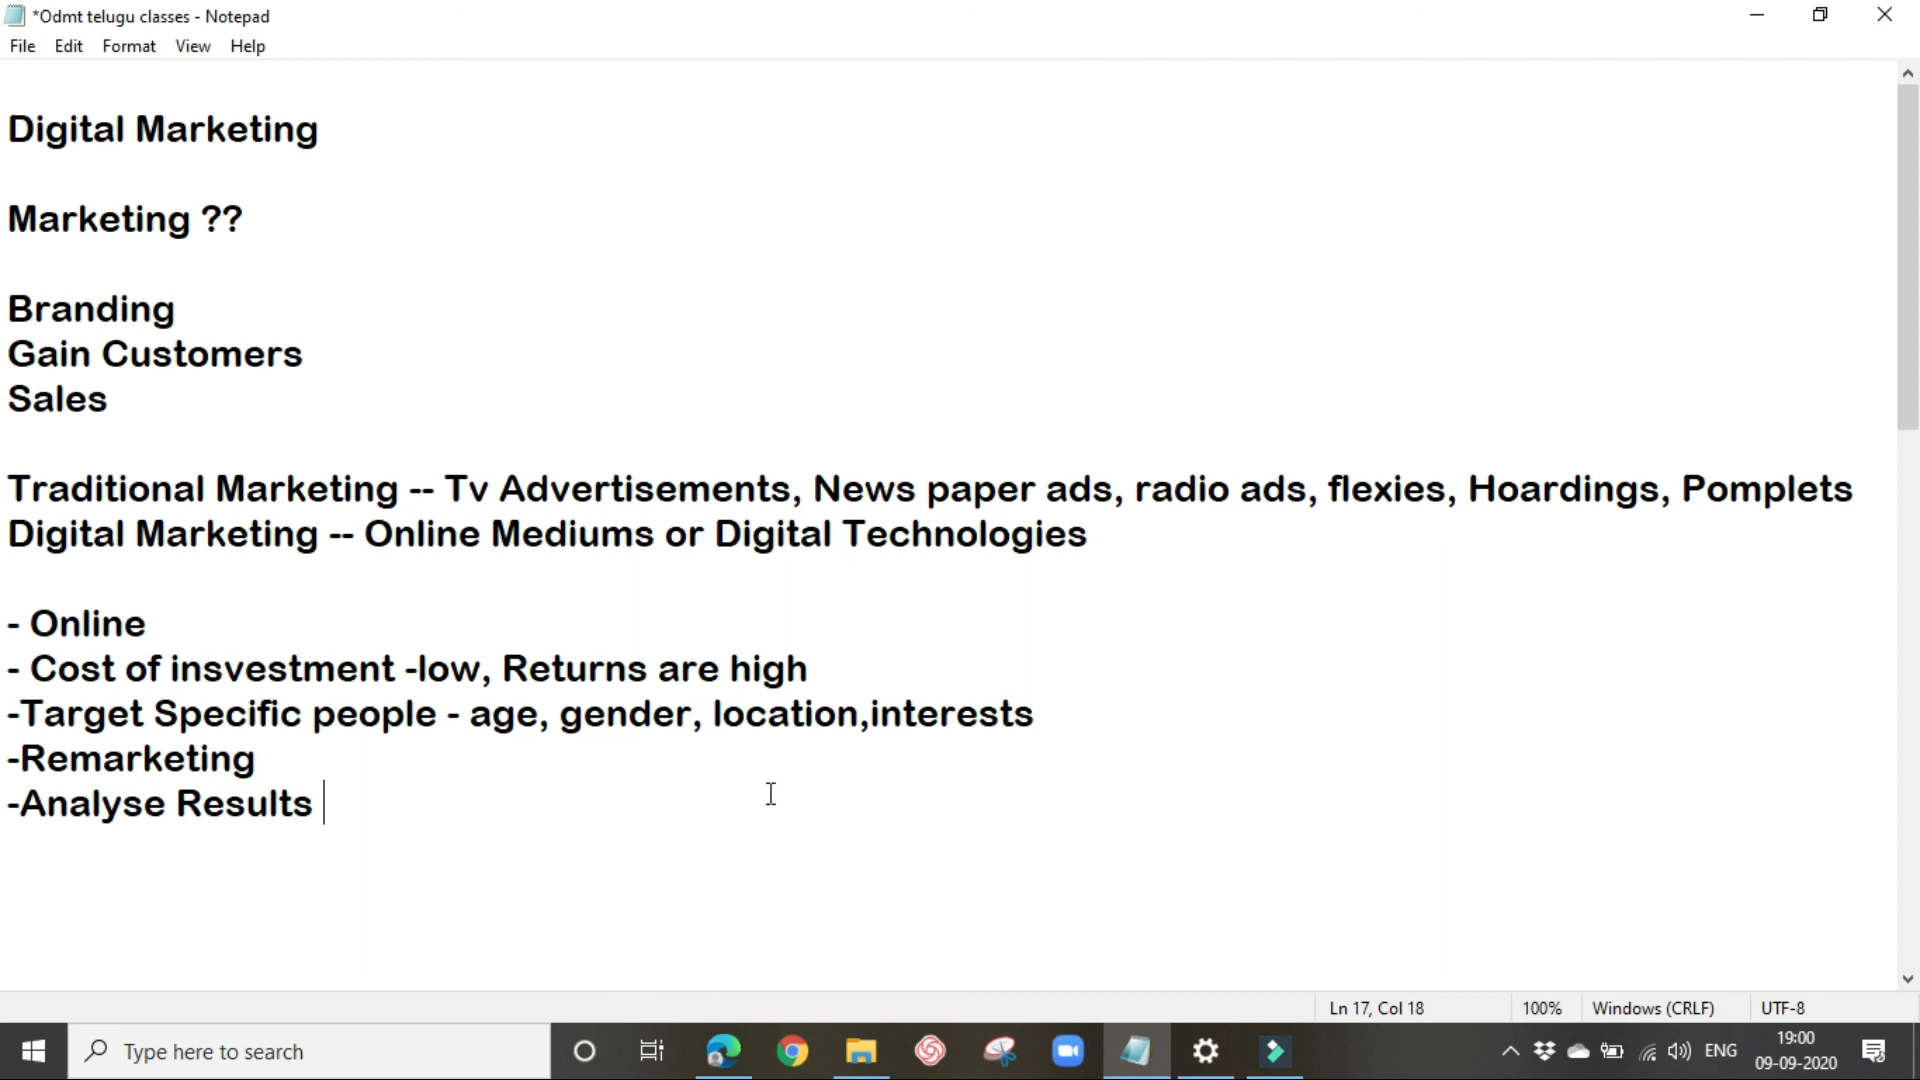 *Odmt telugu classes - Notepad
File Edit Format View Help
Digital Marketing
Marketing ??
Branding
Gain Customers
Sales
Traditional Marketing -- Tv Advertisements, News paper ads, radio ads, flexies, Hoardings, Pomplets
Digital Marketing -- Online Mediums or Digital Technologies
- Online
- Cost of insvestment -low, Returns are high
-Target Specific people - age, gender, location,interests
-Remarketing
-Analyse Results
Ln 17, Col 18 100% Windows (CRLF) UTF-8
Type here to search
ENG
19:00
09-09-2020